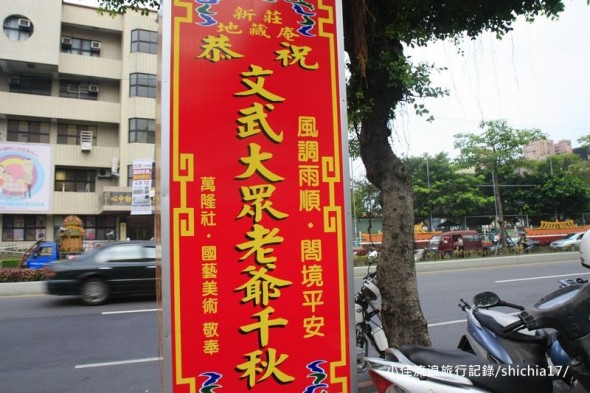 新莊
地藏庵
恭祝
文武大眾老爺千秋
風調雨順・閤境平安
萬隆社・國藝美術 敬奉
小佳流浪旅行記錄/shichia17/